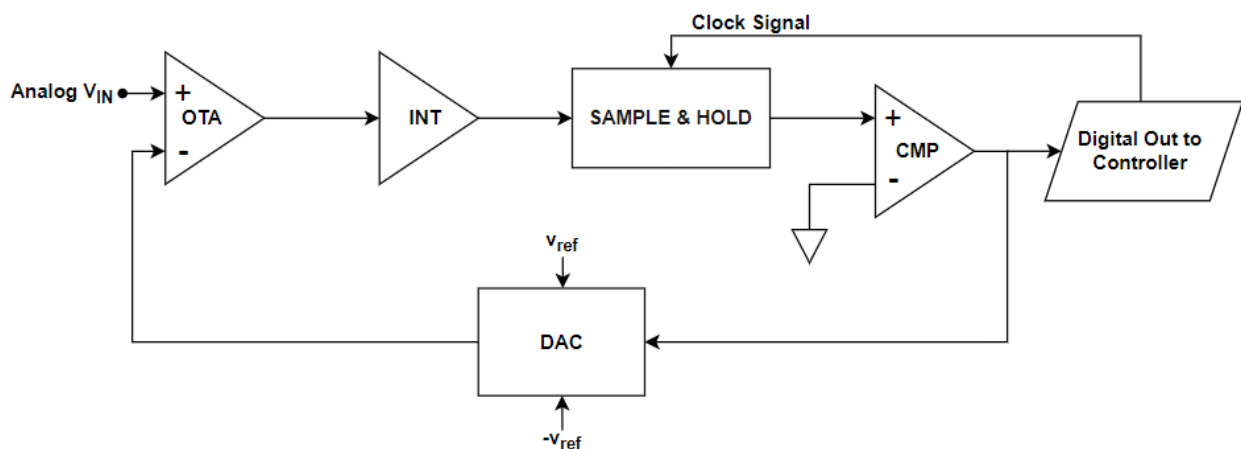 Clock Signal
Analog VIN
+
OTA
-
INT
SAMPLE & HOLD
+
CMP
-
Digital Out to
Controller
vref
DAC
-vref